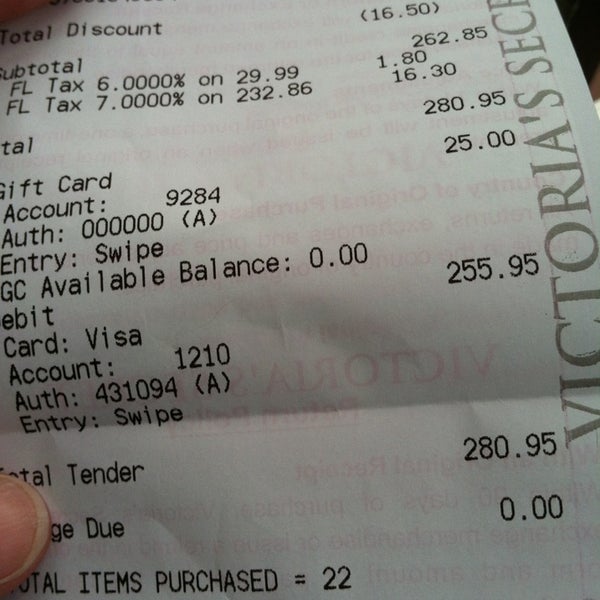 Total Discount (16.50)
Subtotal 262.85
FL Tax 6.0000% on 29.99 1.80
FL Tax 7.0000% on 232.86 16.30
tal 280.95
Gift Card 25.00
Account: 9284
Auth: 000000 (A)
Entry: Swipe
GC Available Balance: 0.00
ebit 255.95
Card: Visa
Account: 1210
Auth: 431094 (A)
Entry: Swipe
otal Tender 280.95
ge Due 0.00
OTAL ITEMS PURCHASED = 22
VICTORIA'S SEC